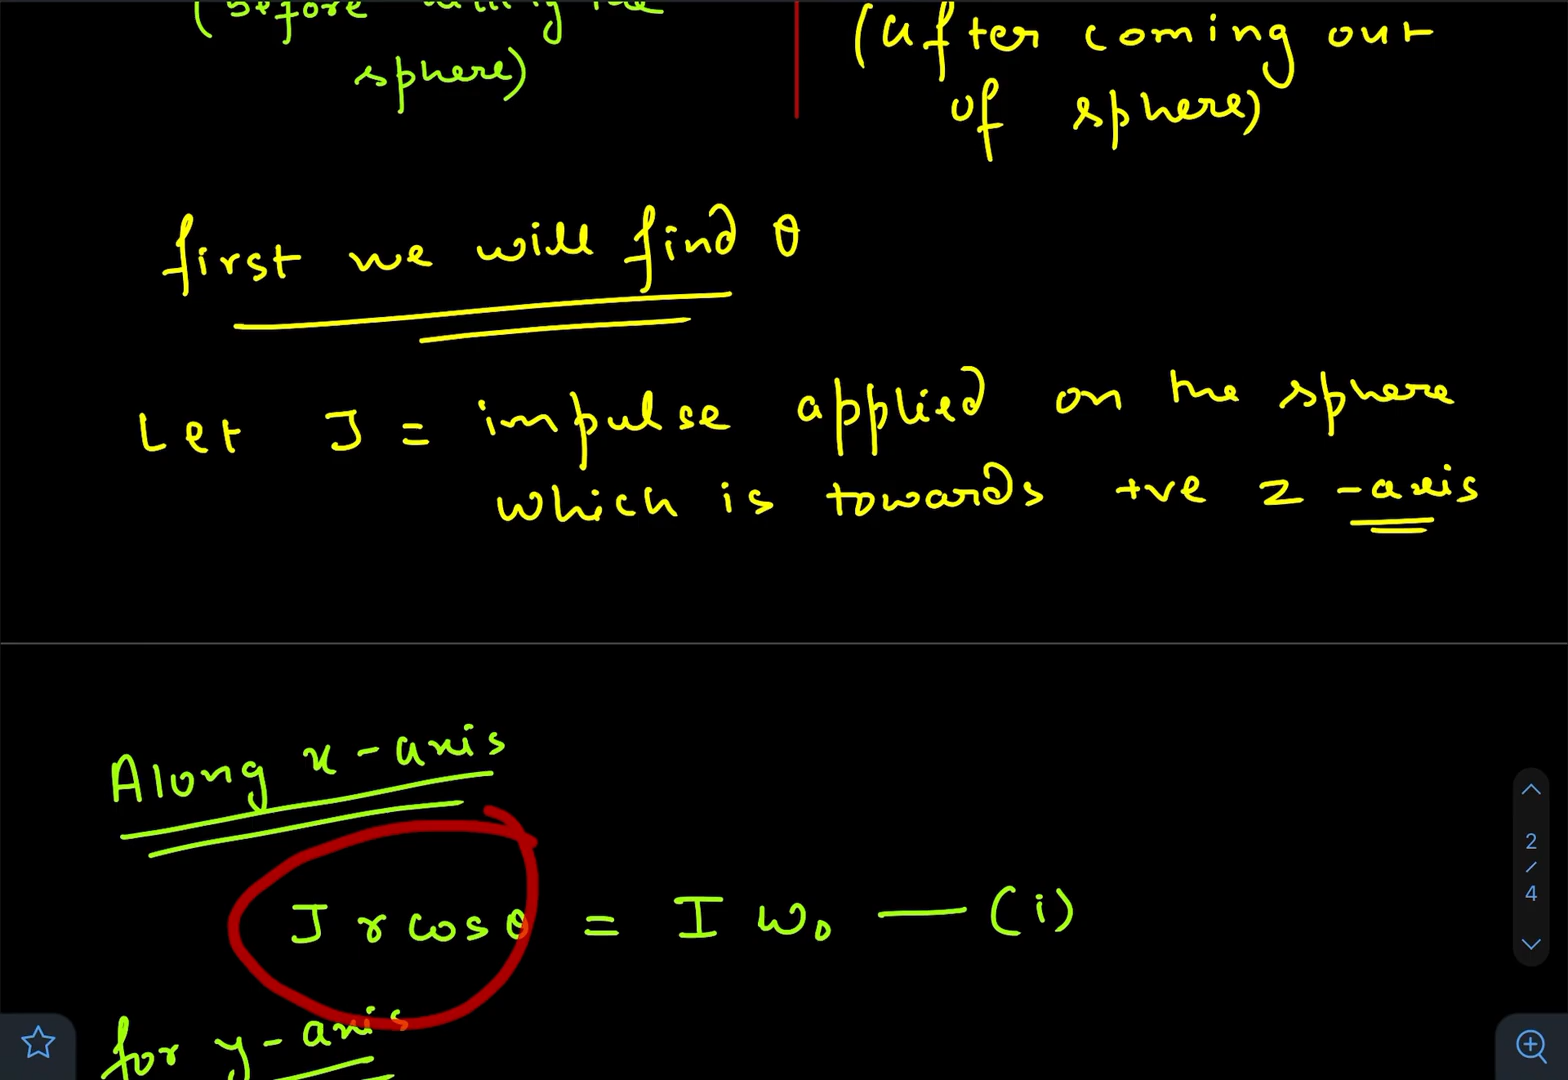 (Before
(after coming out
sphere)
of sphere)
first we will find θ
Let J = impulse applied on the sphere
which is towards +ve z-axis
Along x-axis
J r cos θ = I ω₀ — (i)
for y-axis
2
/
4